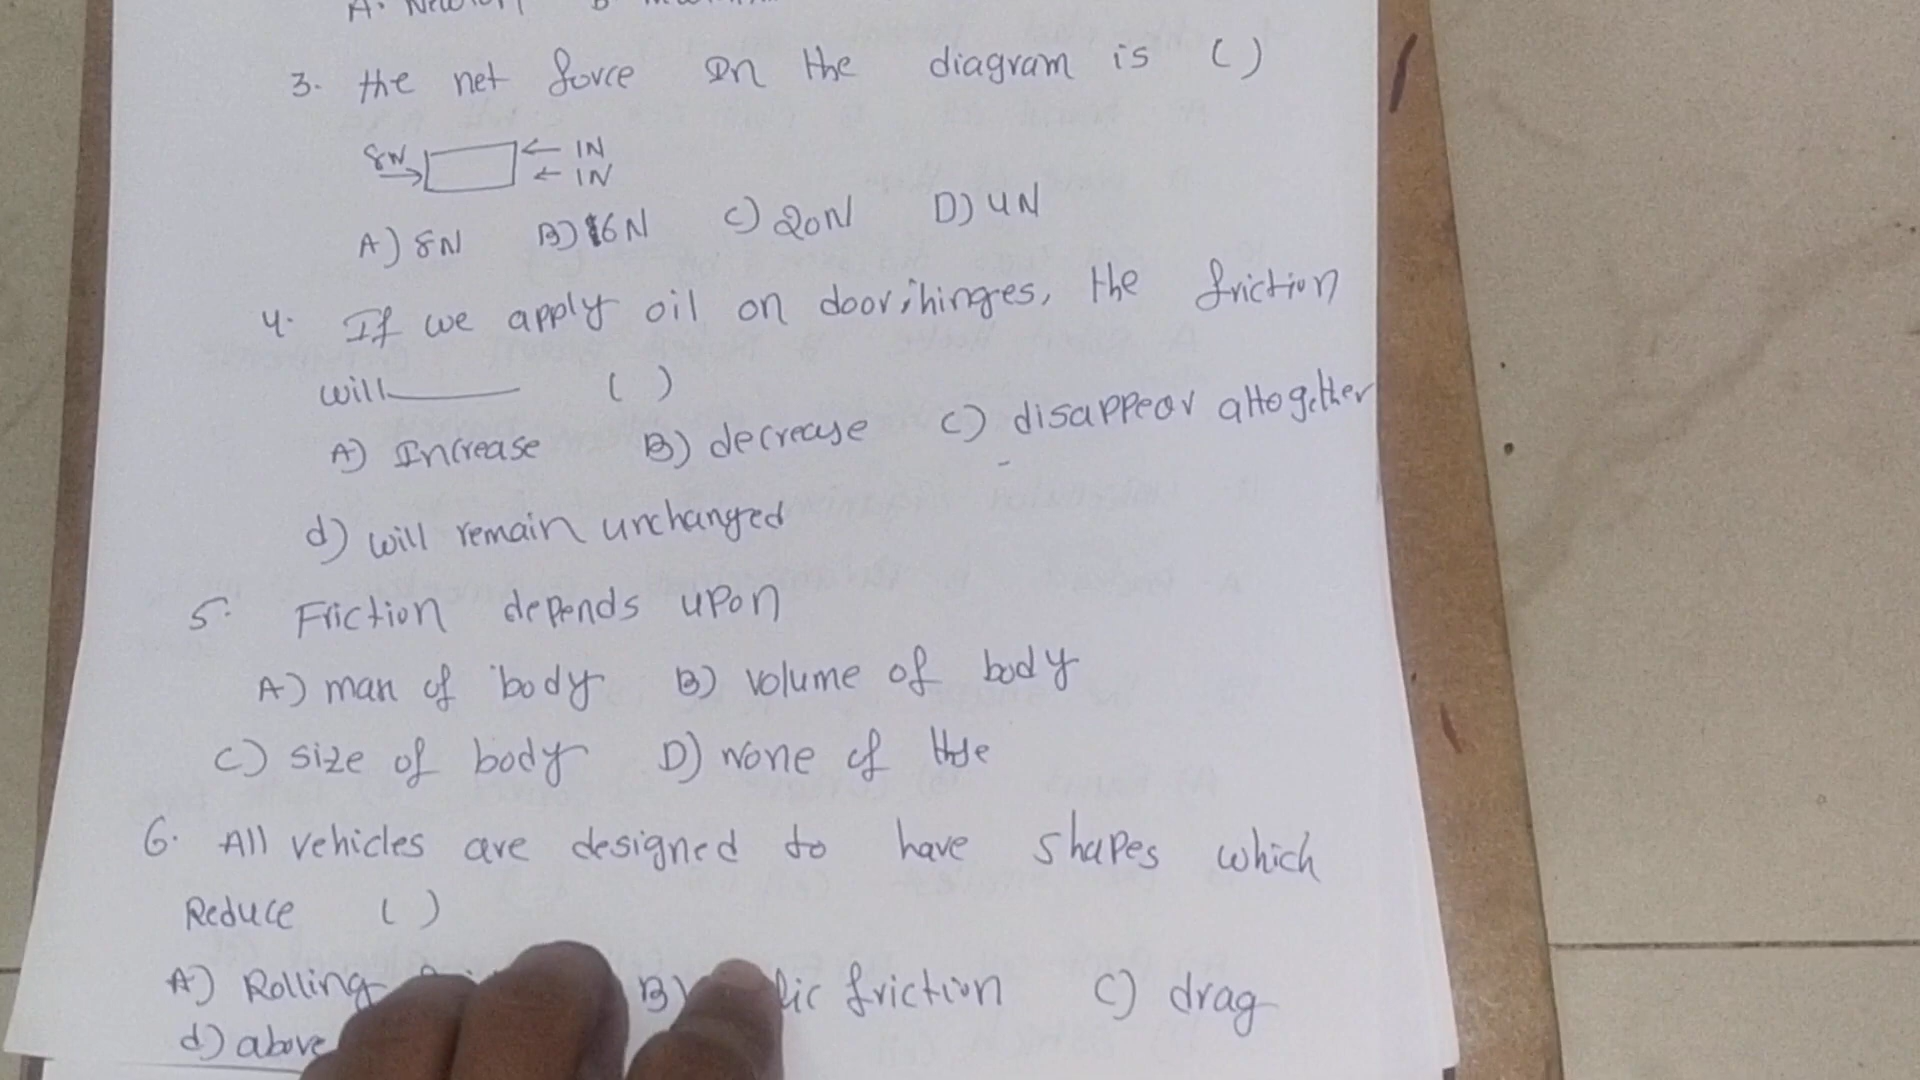 A.
3. the net force In the diagram is ( )
8N → ← 1N
← 1N
A) 8N B) 6N C) 20N D) 4N
4. If we apply oil on door, hinges, the friction
will______ ( )
A) Increase B) decrease C) disappear altogether
d) will remain unchanged
5. Friction depends upon
A) man of body B) volume of body
C) size of body D) none of
6. All vehicles are designed to have shapes which
Reduce ( )
A) Rolling B) friction C) drag
d) above